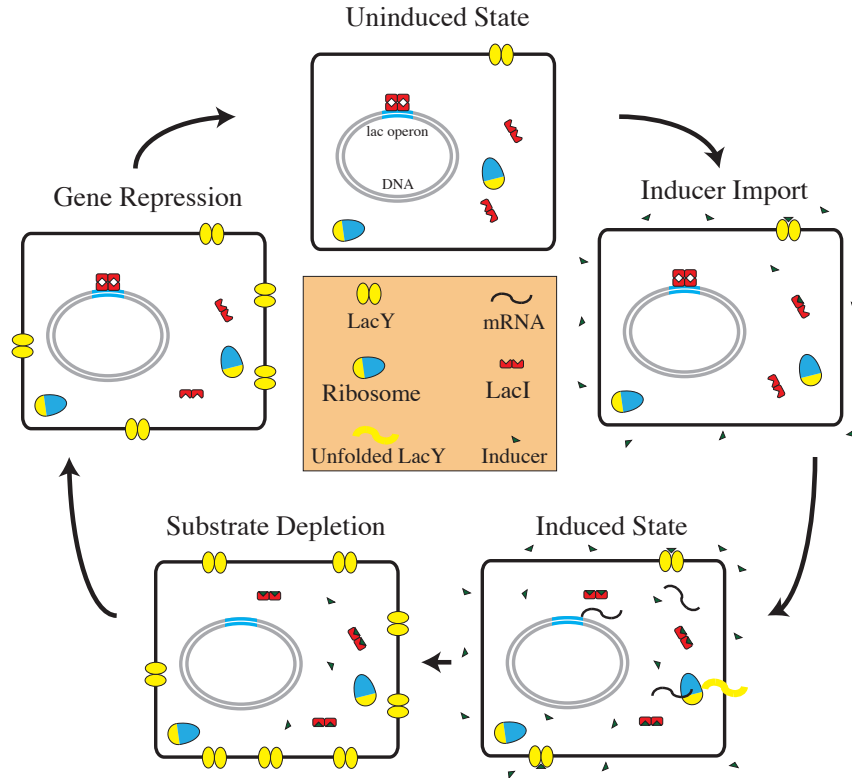 Uninduced State
lac operon
DNA
Gene Repression
Inducer Import
LacY
mRNA
Ribosome
LacI
Unfolded LacY
Inducer
Substrate Depletion
Induced State